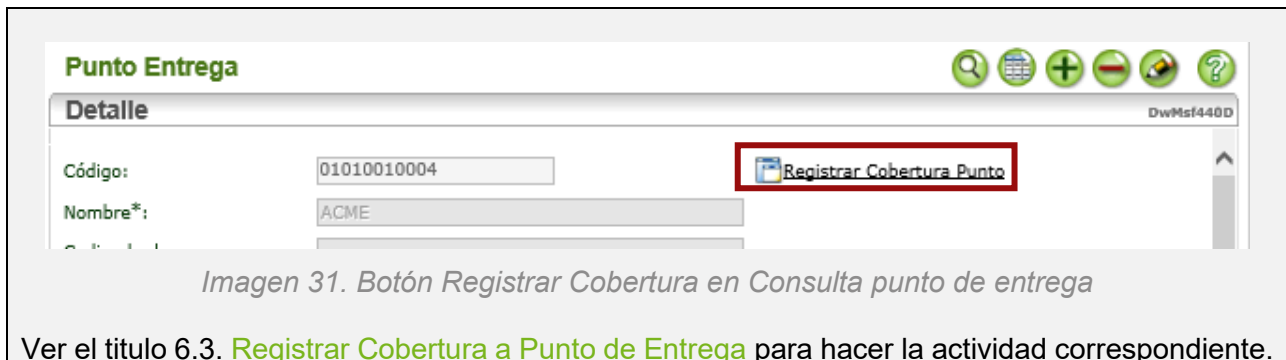 Punto Entrega
Detalle DwMsf440D
Código: 01010010004 Registrar Cobertura Punto
Nombre*: ACME
Imagen 31. Botón Registrar Cobertura en Consulta punto de entrega
Ver el titulo 6.3. Registrar Cobertura a Punto de Entrega para hacer la actividad correspondiente.